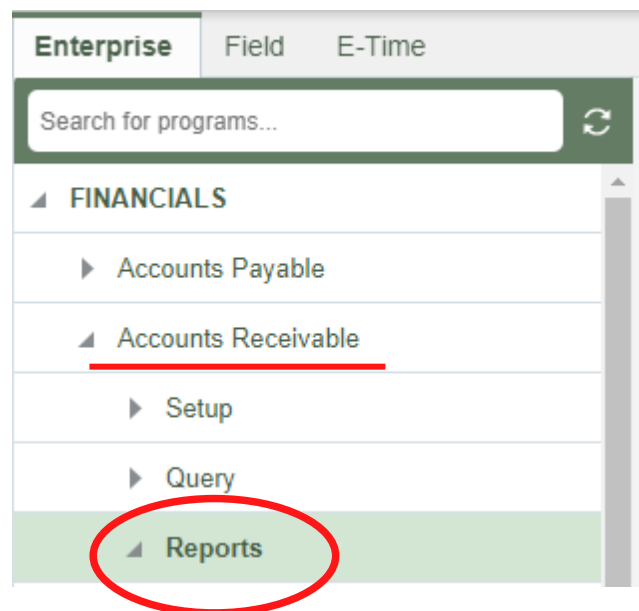 Enterprise Field E-Time
Search for programs...
FINANCIALS
Accounts Payable
Accounts Receivable
Setup
Query
Reports